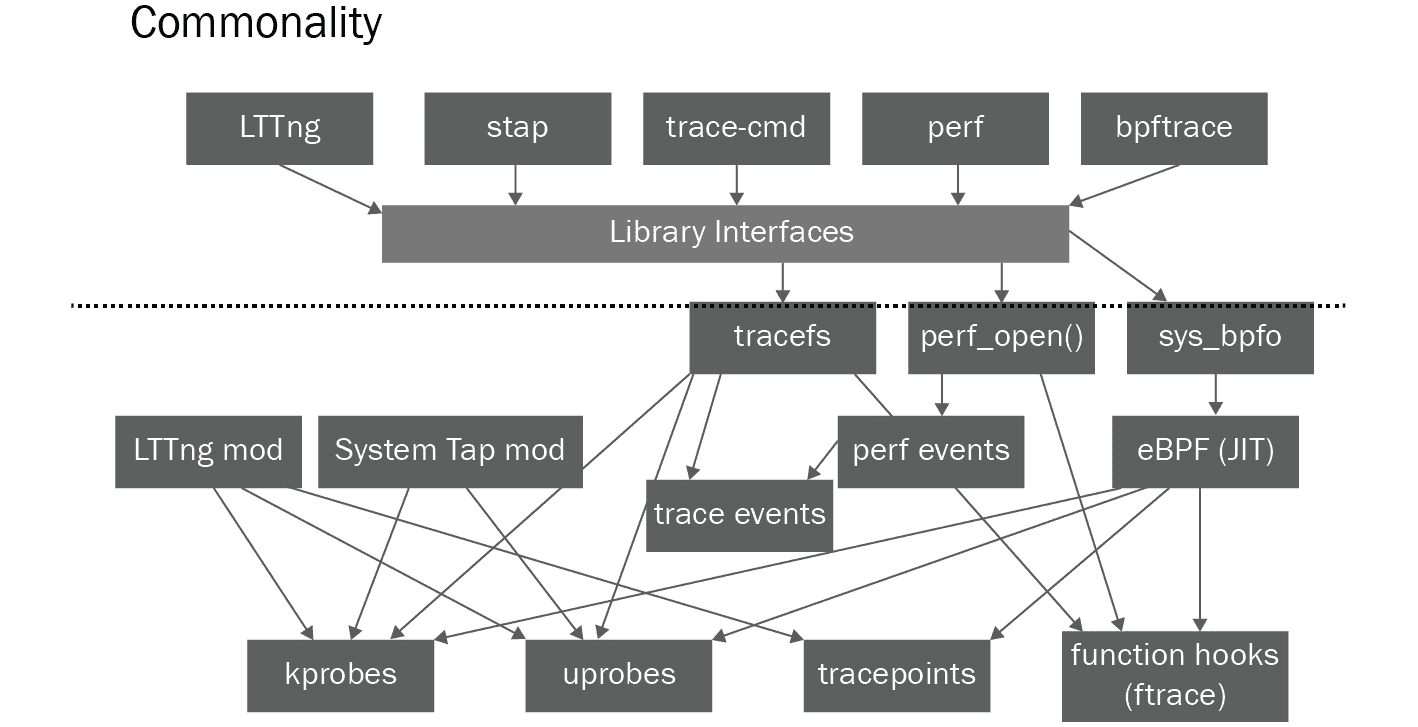 Commonality
LTTng
stap
trace-cmd
perf
bpftrace
Library Interfaces
tracefs
perf_open()
sys_bpfo
LTTng mod
System Tap mod
perf events
eBPF (JIT)
trace events
kprobes
uprobes
tracepoints
function hooks
(ftrace)